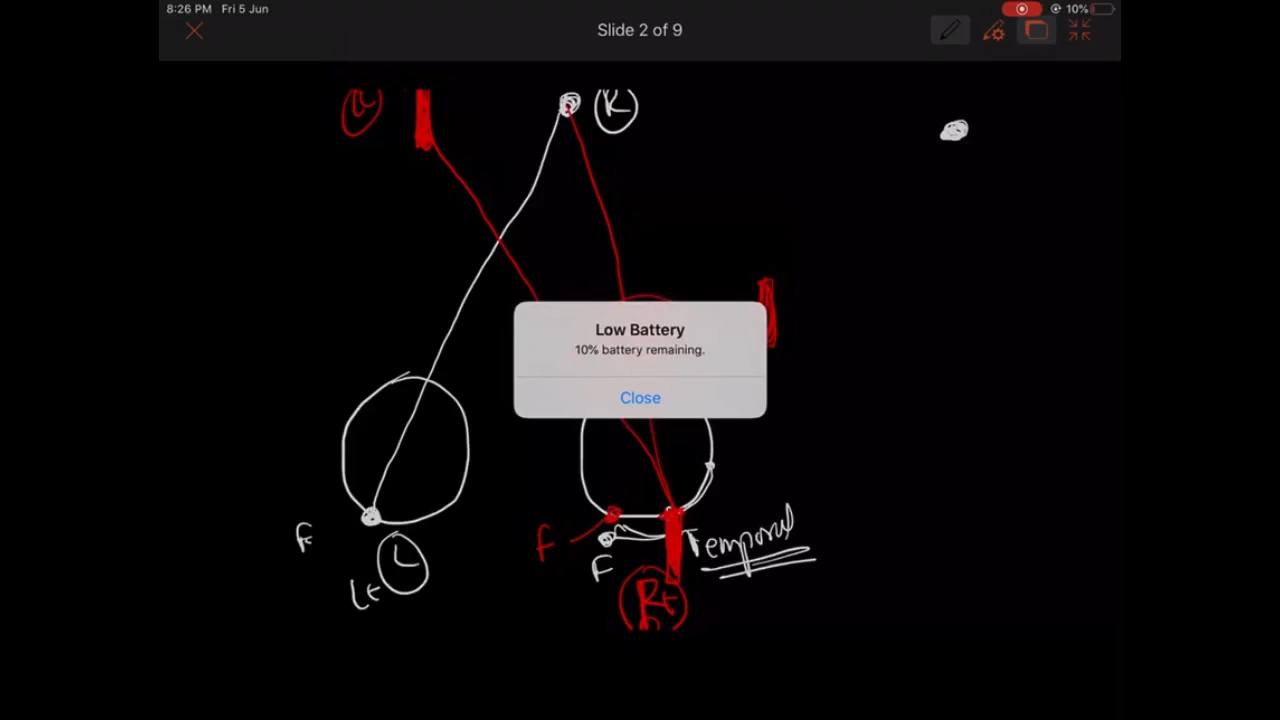 8:26 PM Fri 5 Jun
10%
Slide 2 of 9
R
Low Battery
10% battery remaining.
Close
F
L
Lt
F
F
Temporal
Rt